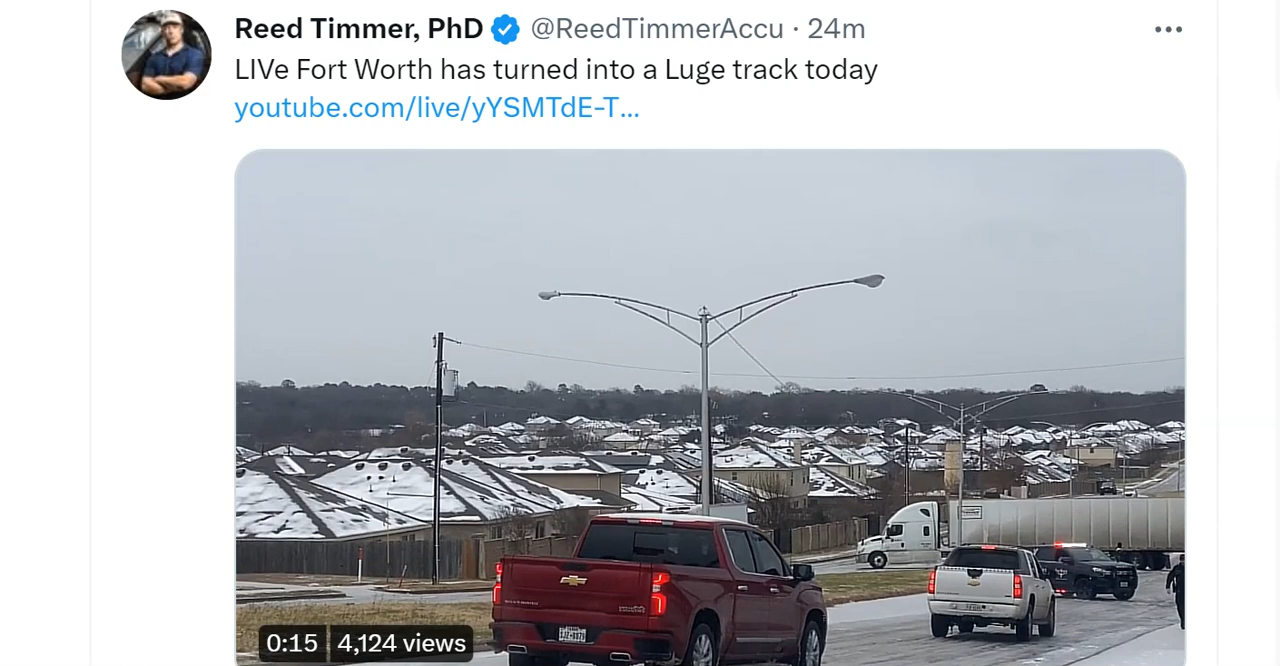 Reed Timmer, PhD @ReedTimmerAccu · 24m
LIVe Fort Worth has turned into a Luge track today
youtube.com/live/yYSMTdE-T...
0:15 4,124 views